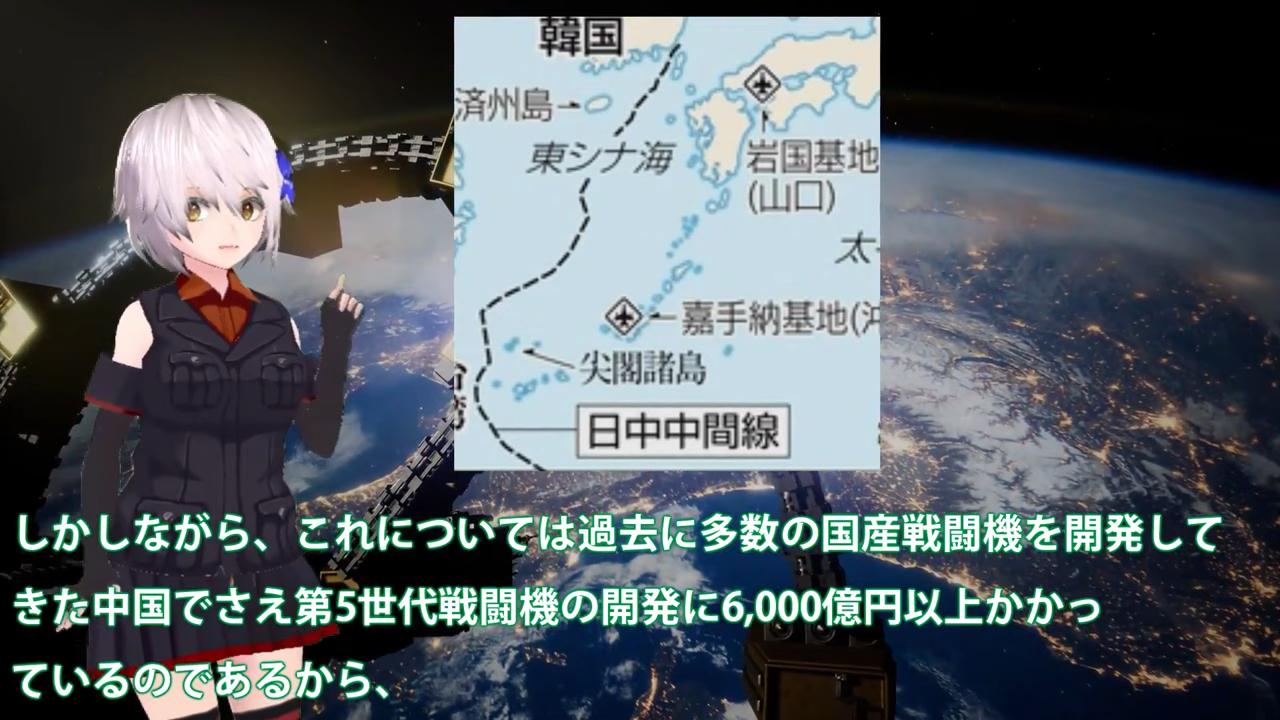 韓国
済州島
東シナ海
岩国基地
(山口)
太
嘉手納基地(沖
尖閣諸島
台湾
日中中間線
しかしながら、これについては過去に多数の国産戦闘機を開発して
きた中国でさえ第5世代戦闘機の開発に6,000億円以上かかっ
ているのであるから、